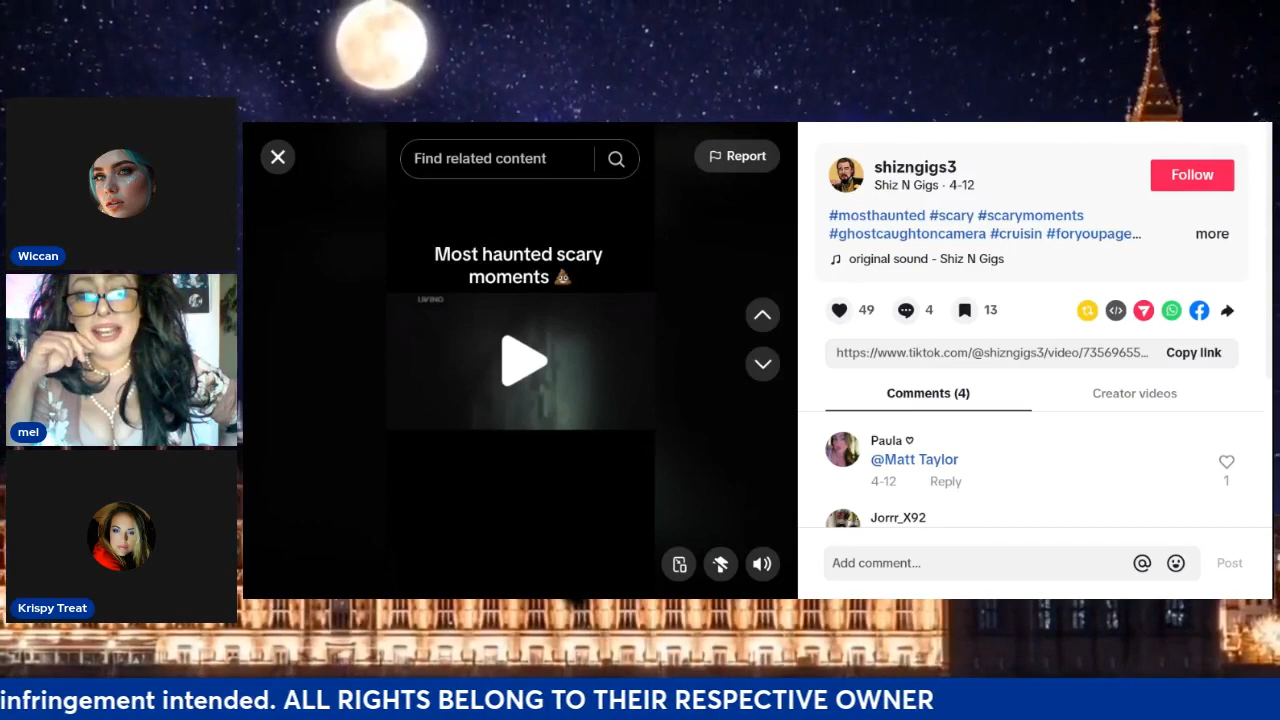 Wiccan
mel
Krispy Treat
Find related content
Report
Most haunted scary
moments 💩
LIVING
shizngigs3
Shiz N Gigs · 4-12
Follow
#mosthaunted #scary #scarymoments
#ghostcaughtoncamera #cruisin #foryoupage...
more
original sound - Shiz N Gigs
49
4
13
https://www.tiktok.com/@shizngigs3/video/73569655...
Copy link
Comments (4)
Creator videos
Paula ♡
@Matt Taylor
4-12
Reply
1
Jorrr_X92
Add comment...
Post
infringement intended. ALL RIGHTS BELONG TO THEIR RESPECTIVE OWNER